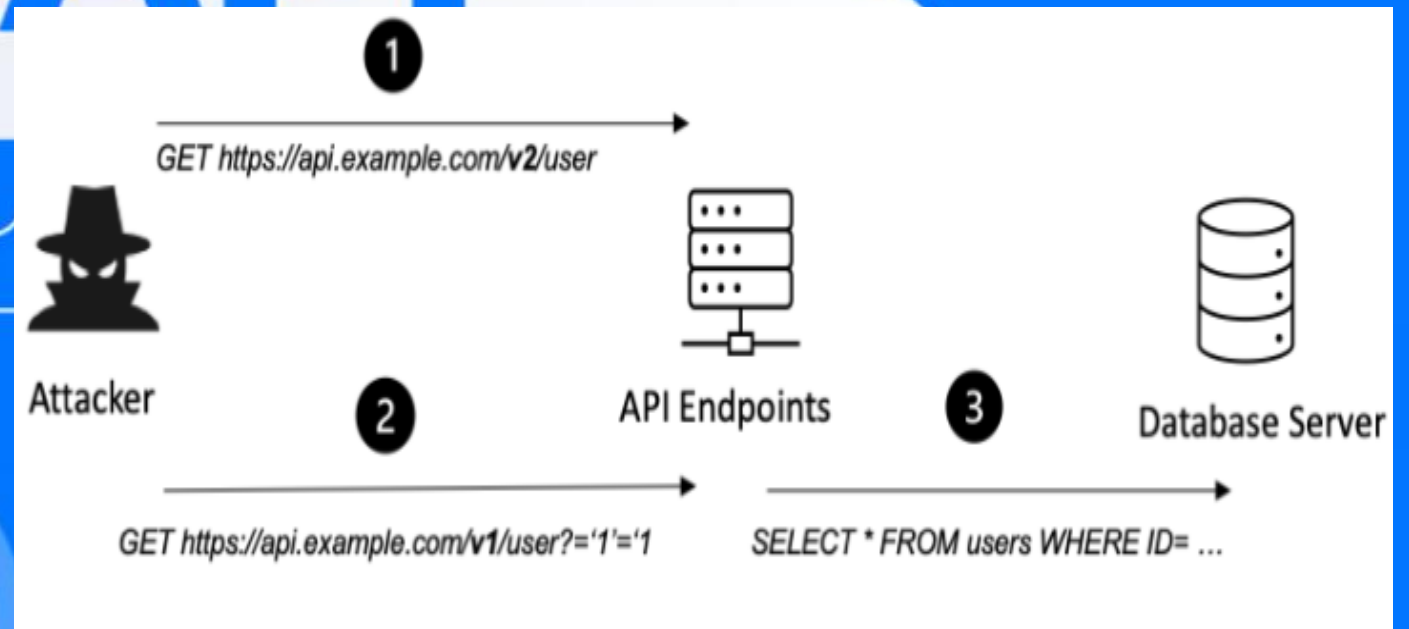 1
GET https://api.example.com/v2/user
Attacker
2
API Endpoints
3
Database Server
GET https://api.example.com/v1/user?=‘1’=‘1
SELECT * FROM users WHERE ID= ...